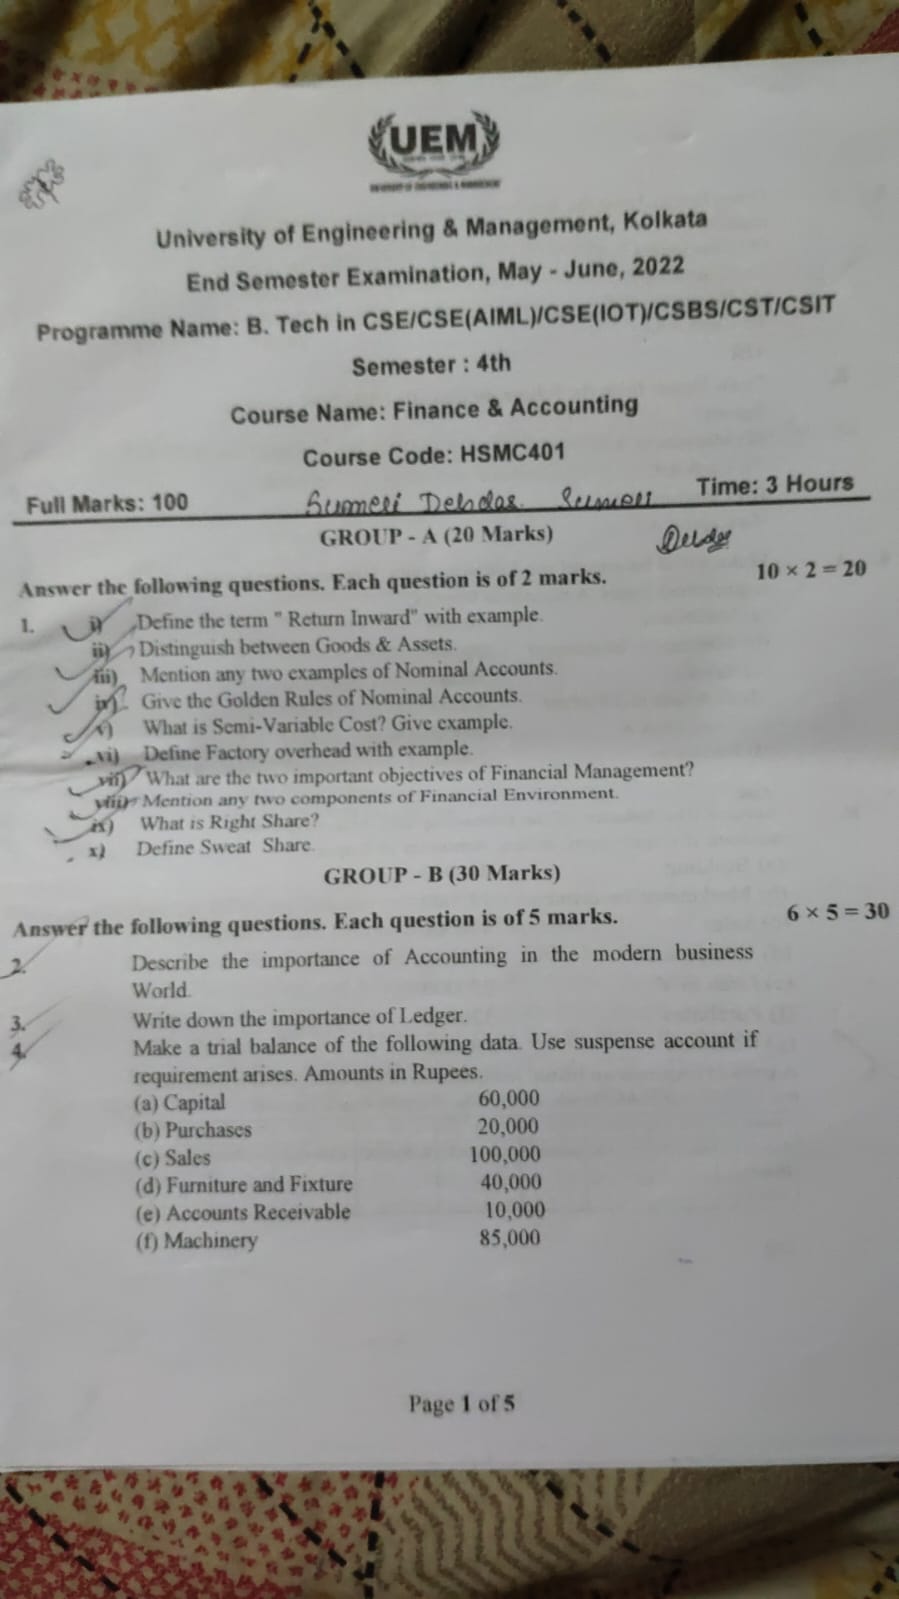 UEM
UNIVERSITY OF ENGINEERING & MANAGEMENT
University of Engineering & Management, Kolkata
End Semester Examination, May - June, 2022
Programme Name: B. Tech in CSE/CSE(AIML)/CSE(IOT)/CSBS/CST/CSIT
Semester : 4th
Course Name: Finance & Accounting
Course Code: HSMC401
Full Marks: 100 Time: 3 Hours
GROUP - A (20 Marks)
Answer the following questions. Each question is of 2 marks. 10 × 2 = 20
1. i) Define the term " Return Inward" with example.
ii) Distinguish between Goods & Assets.
iii) Mention any two examples of Nominal Accounts.
iv) Give the Golden Rules of Nominal Accounts.
v) What is Semi-Variable Cost? Give example.
vi) Define Factory overhead with example.
vii) What are the two important objectives of Financial Management?
viii) Mention any two components of Financial Environment.
ix) What is Right Share?
x) Define Sweat Share.
GROUP - B (30 Marks)
Answer the following questions. Each question is of 5 marks. 6 × 5 = 30
2. Describe the importance of Accounting in the modern business
World.
3. Write down the importance of Ledger.
4. Make a trial balance of the following data. Use suspense account if
requirement arises. Amounts in Rupees.
(a) Capital 60,000
(b) Purchases 20,000
(c) Sales 100,000
(d) Furniture and Fixture 40,000
(e) Accounts Receivable 10,000
(f) Machinery 85,000
Page 1 of 5